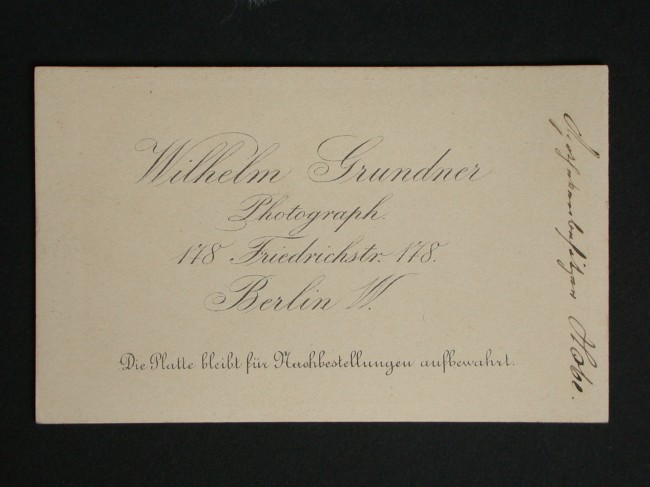 Wilhelm Grundner
Photograph.
178 Friedrichstr. 178.
Berlin W.
Die Platte bleibt für Nachbestellungen aufbewahrt.